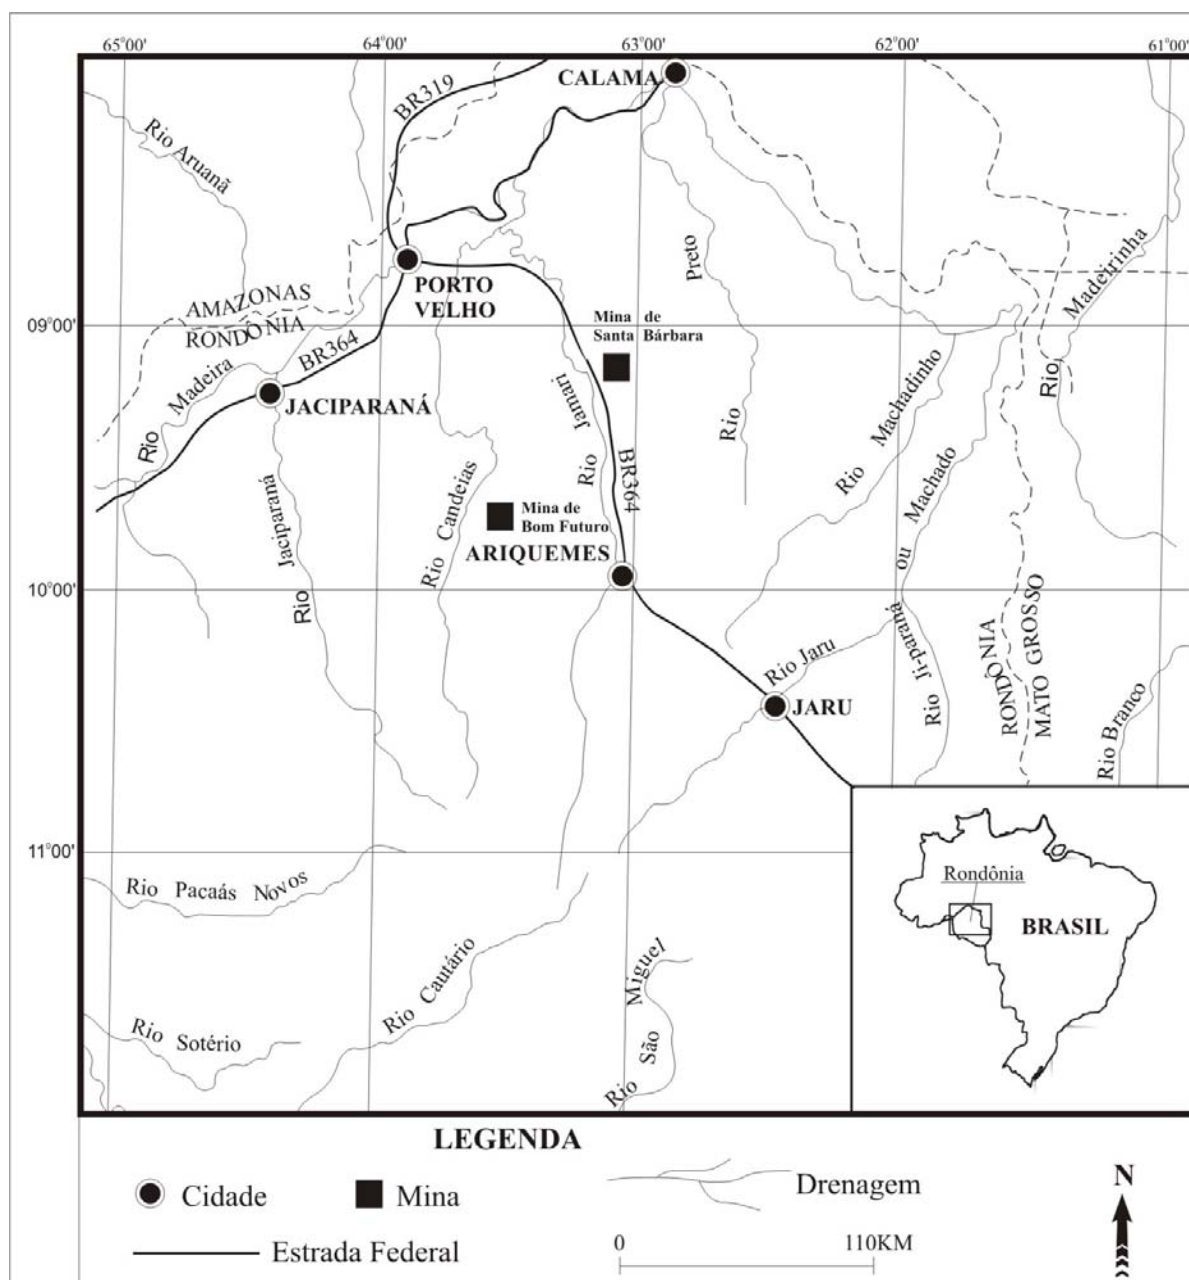 65°00'
64°00'
63°00'
62°00'
61°00'
CALAMA
BR319
Rio Aruanã
Preto
Rio
Madeirinha
Rio
PORTO
VELHO
AMAZONAS
RONDÔNIA
09°00'
BR364
Mina de
Santa Bárbara
Rio Madeira
JACIPARANÁ
Rio Jamari
Rio Machadinho
BR364
Rio Jaciparaná
Rio Candeias
Mina de
Bom Futuro
ARIQUEMES
Rio Ji-paraná ou Machado
10°00'
RONDÔNIA
MATO GROSSO
Rio Jaru
JARU
Rio Branco
11°00'
Rio Pacaás Novos
Rio Cautário
Rio São Miguel
Rio Sotério
Rondônia
BRASIL
LEGENDA
Cidade
Mina
Drenagem
N
Estrada Federal
0
110KM